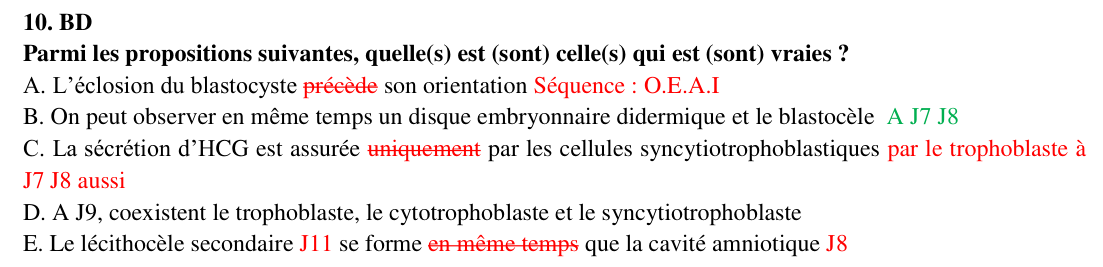 10. BD
Parmi les propositions suivantes, quelle(s) est (sont) celle(s) qui est (sont) vraies ?
A. L'éclosion du blastocyste précède son orientation Séquence : O.E.A.I
B. On peut observer en même temps un disque embryonnaire didermique et le blastocèle A J7 J8
C. La sécrétion d'HCG est assurée uniquement par les cellules syncytiotrophoblastiques par le trophoblaste à
J7 J8 aussi
D. A J9, coexistent le trophoblaste, le cytotrophoblaste et le syncytiotrophoblaste
E. Le lécithocèle secondaire J11 se forme en même temps que la cavité amniotique J8